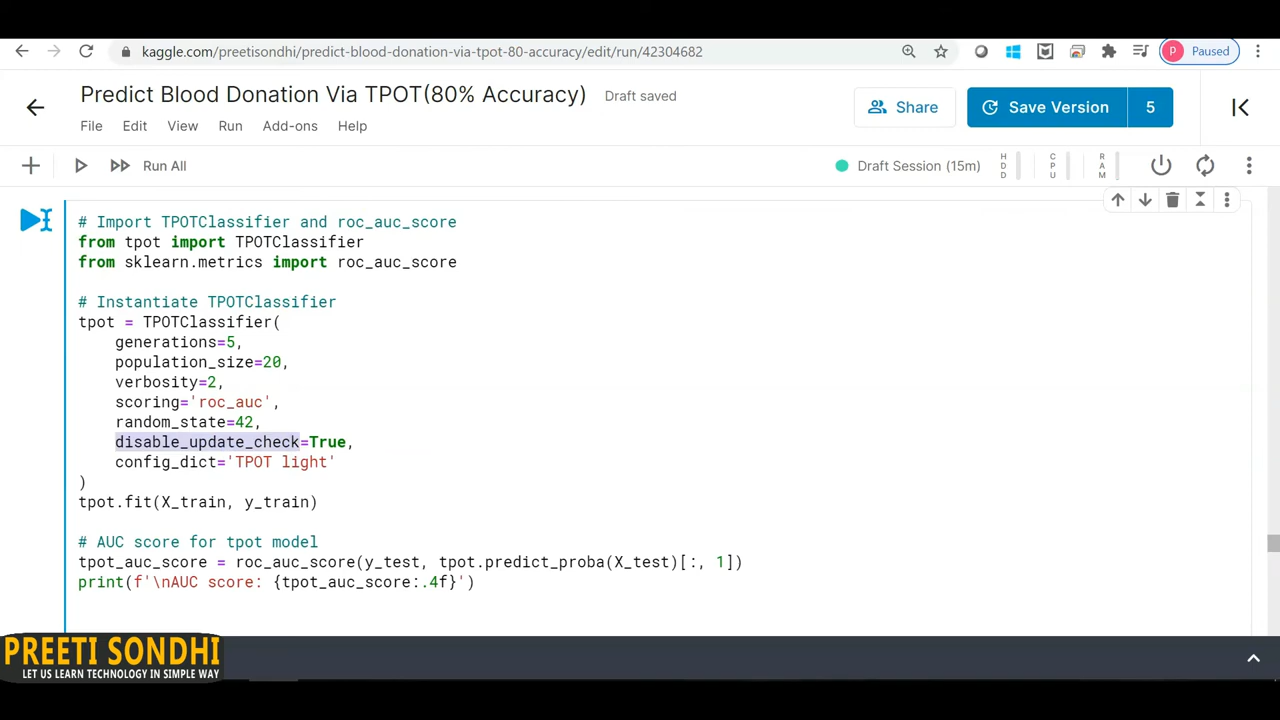 kaggle.com/preetisondhi/predict-blood-donation-via-tpot-80-accuracy/edit/run/42304682
P Paused
Predict Blood Donation Via TPOT(80% Accuracy) Draft saved
Share
Save Version 5
File Edit View Run Add-ons Help
Run All
Draft Session (15m)
HDD CPU RAM
# Import TPOTClassifier and roc_auc_score
from tpot import TPOTClassifier
from sklearn.metrics import roc_auc_score
# Instantiate TPOTClassifier
tpot = TPOTClassifier(
generations=5,
population_size=20,
verbosity=2,
scoring='roc_auc',
random_state=42,
disable_update_check=True,
config_dict='TPOT light'
)
tpot.fit(X_train, y_train)
# AUC score for tpot model
tpot_auc_score = roc_auc_score(y_test, tpot.predict_proba(X_test)[:, 1])
print(f'\nAUC score: {tpot_auc_score:.4f}')
PREETI SONDHI
LET US LEARN TECHNOLOGY IN SIMPLE WAY